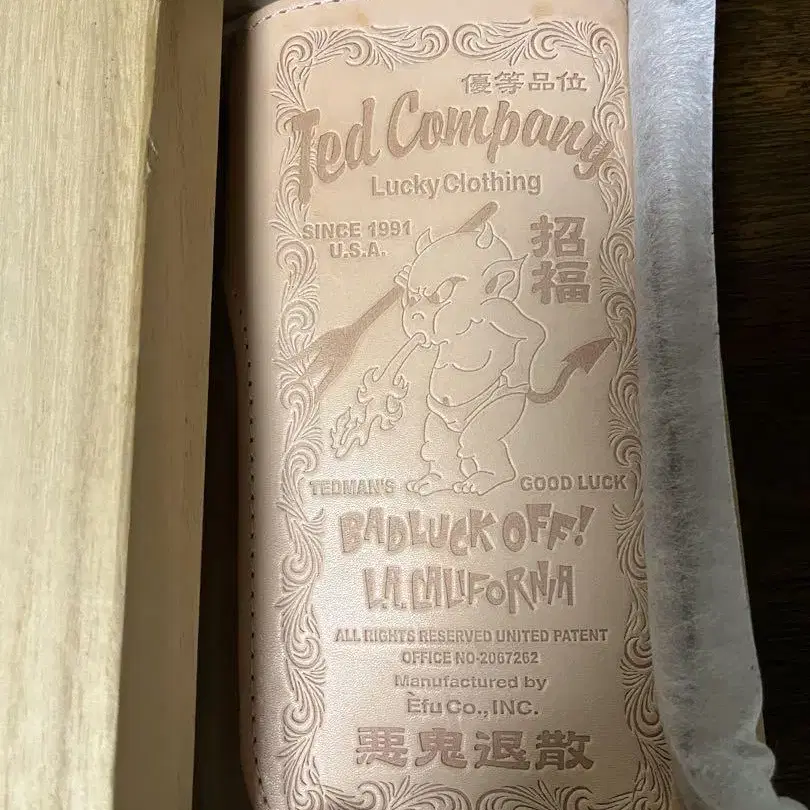 優等品位
Ted Company
Lucky Clothing
SINCE 1991
U.S.A.
招福
TEDMAN'S
GOOD LUCK
BADLUCK OFF!
L.A. CALIFORNIA
ALL RIGHTS RESERVED UNITED PATENT
OFFICE NO-2067262
Manufactured by
Èfu Co., INC.
悪鬼退散